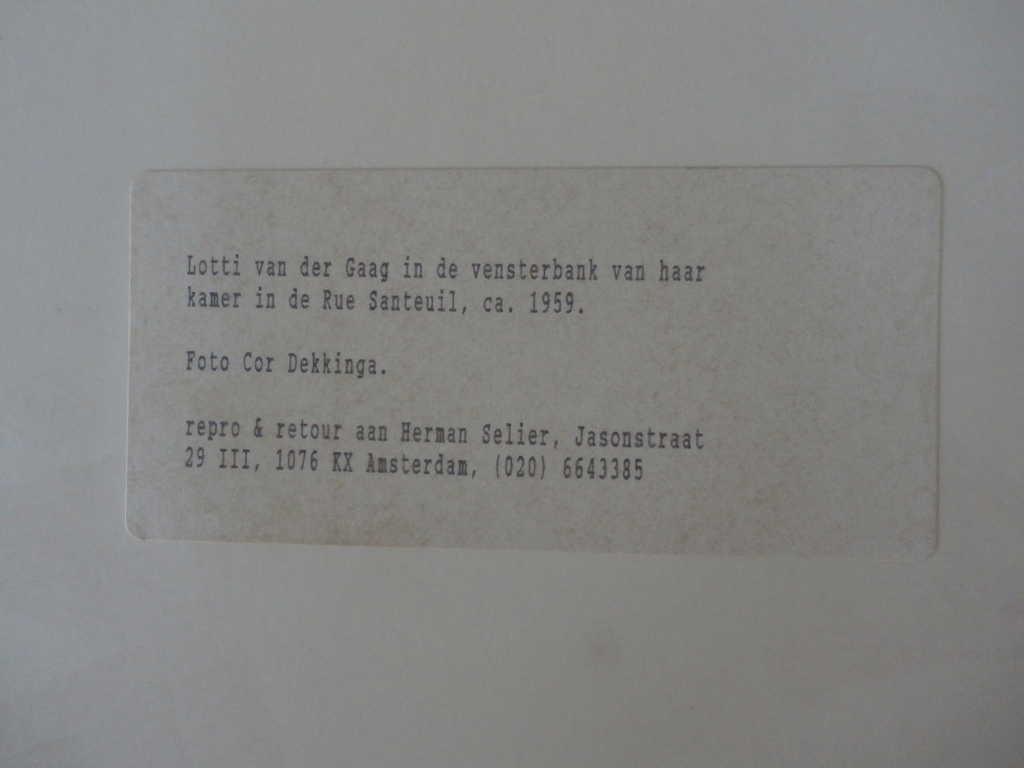 Lotti van der Gaag in de vensterbank van haar
kamer in de Rue Santeuil, ca. 1959.
Foto Cor Dekkinga.
repro & retour aan Herman Selier, Jasonstraat
29 III, 1076 KX Amsterdam, (020) 6643385